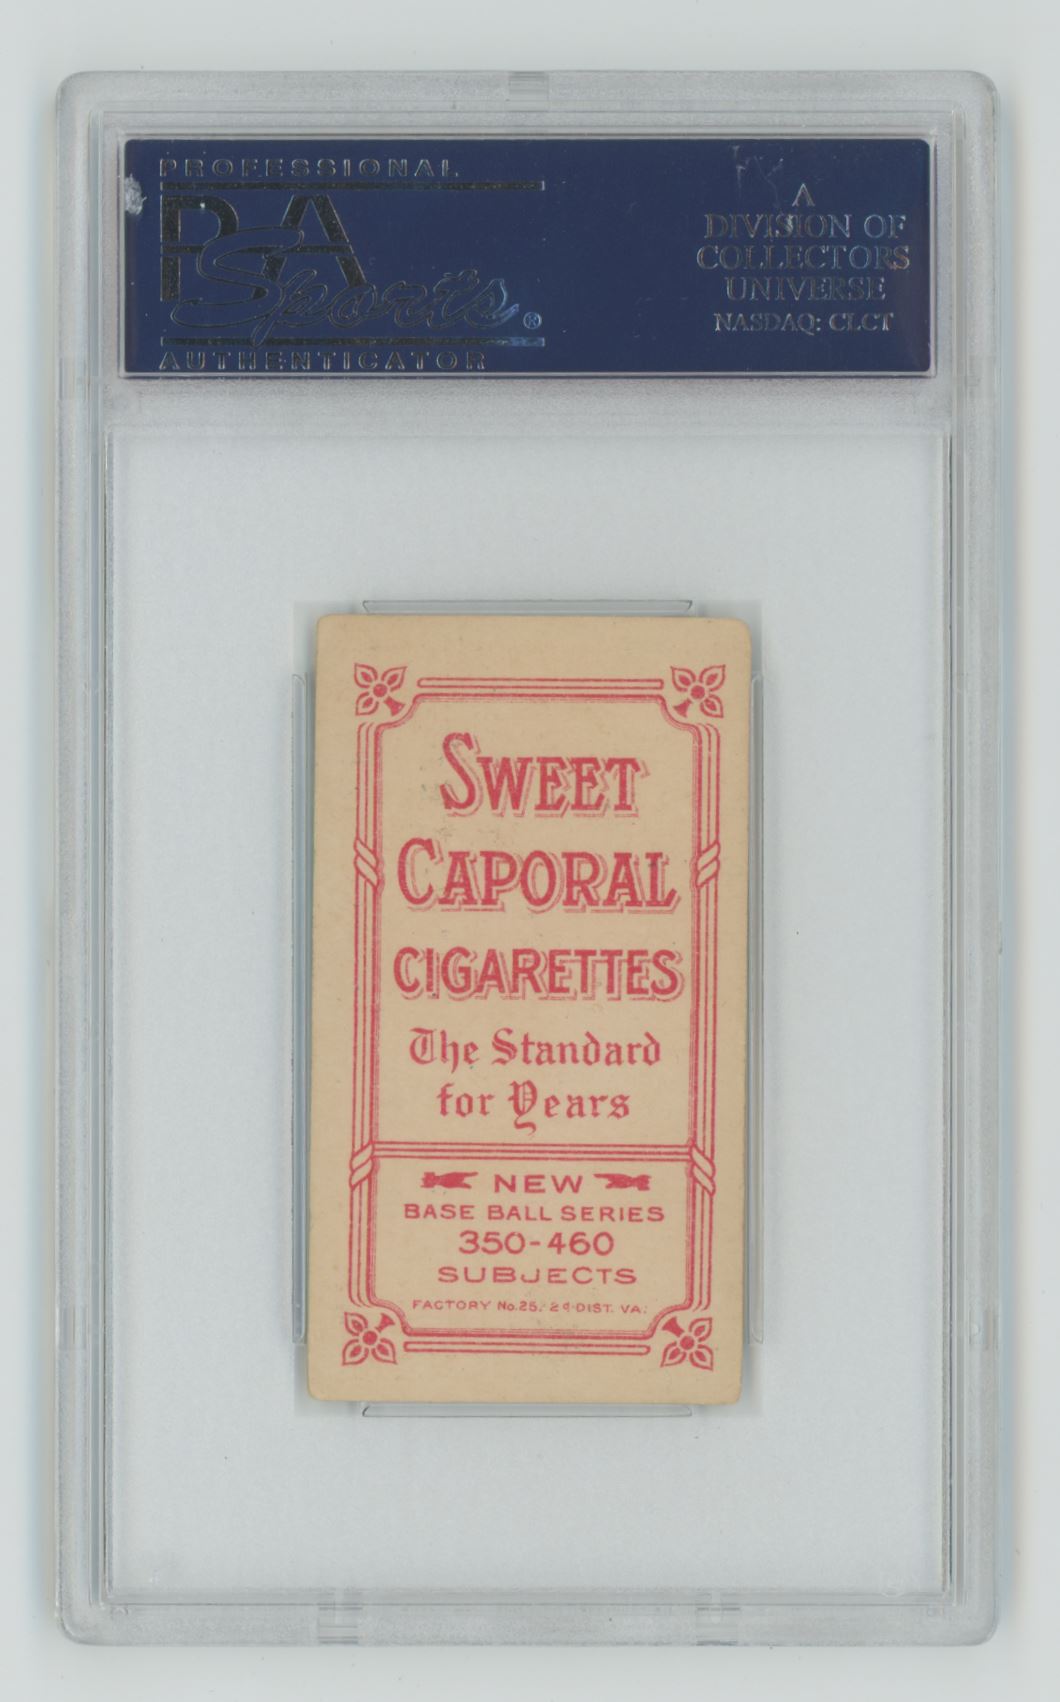 PROFESSIONAL
PSA
Sports®
AUTHENTICATOR
A
DIVISION OF
COLLECTORS
UNIVERSE
NASDAQ: CLCT
SWEET
CAPORAL
CIGARETTES
The Standard
for Years
NEW
BASE BALL SERIES
350-460
SUBJECTS
FACTORY No. 25, 2d DIST. VA.